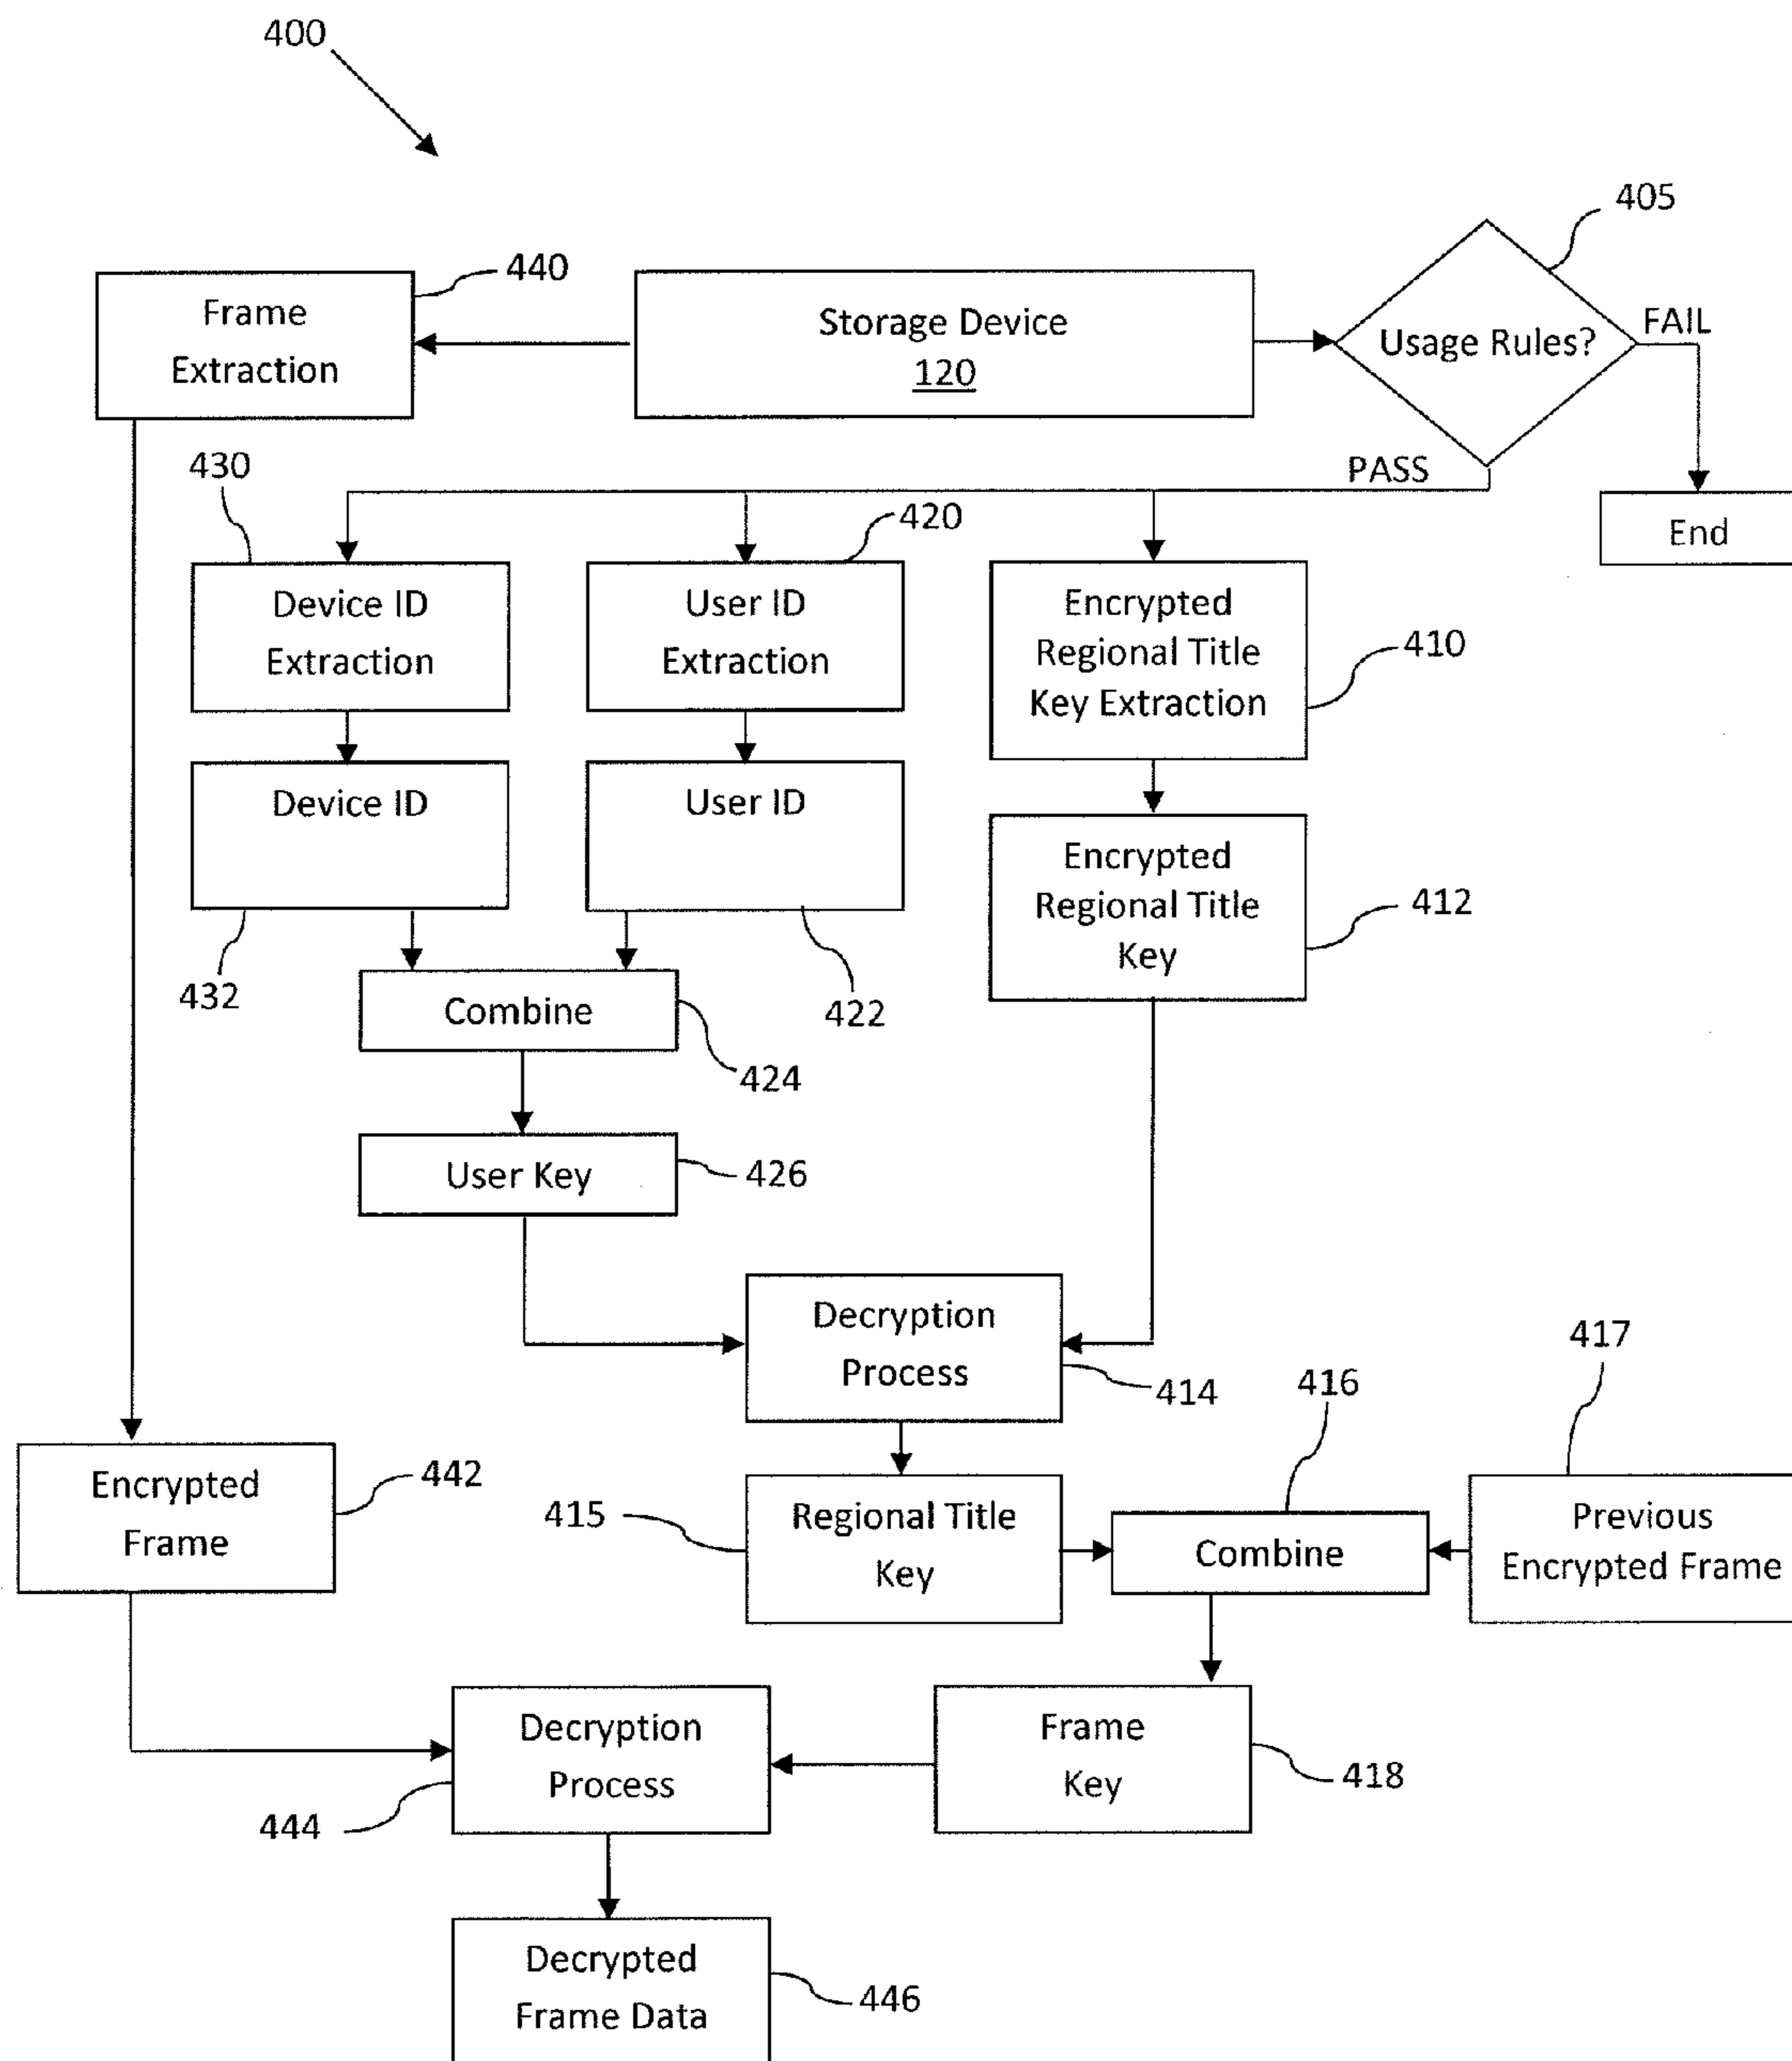 400
405
440
Frame
Extraction
Storage Device
120
Usage Rules?
FAIL
PASS
End
430
420
Device ID
Extraction
User ID
Extraction
Encrypted
Regional Title
Key Extraction
410
Device ID
User ID
Encrypted
Regional Title
Key
412
432
422
Combine
424
User Key
426
Decryption
Process
414
416
417
Encrypted
Frame
442
415
Regional Title
Key
Combine
Previous
Encrypted Frame
Decryption
Process
444
Frame
Key
418
Decrypted
Frame Data
446